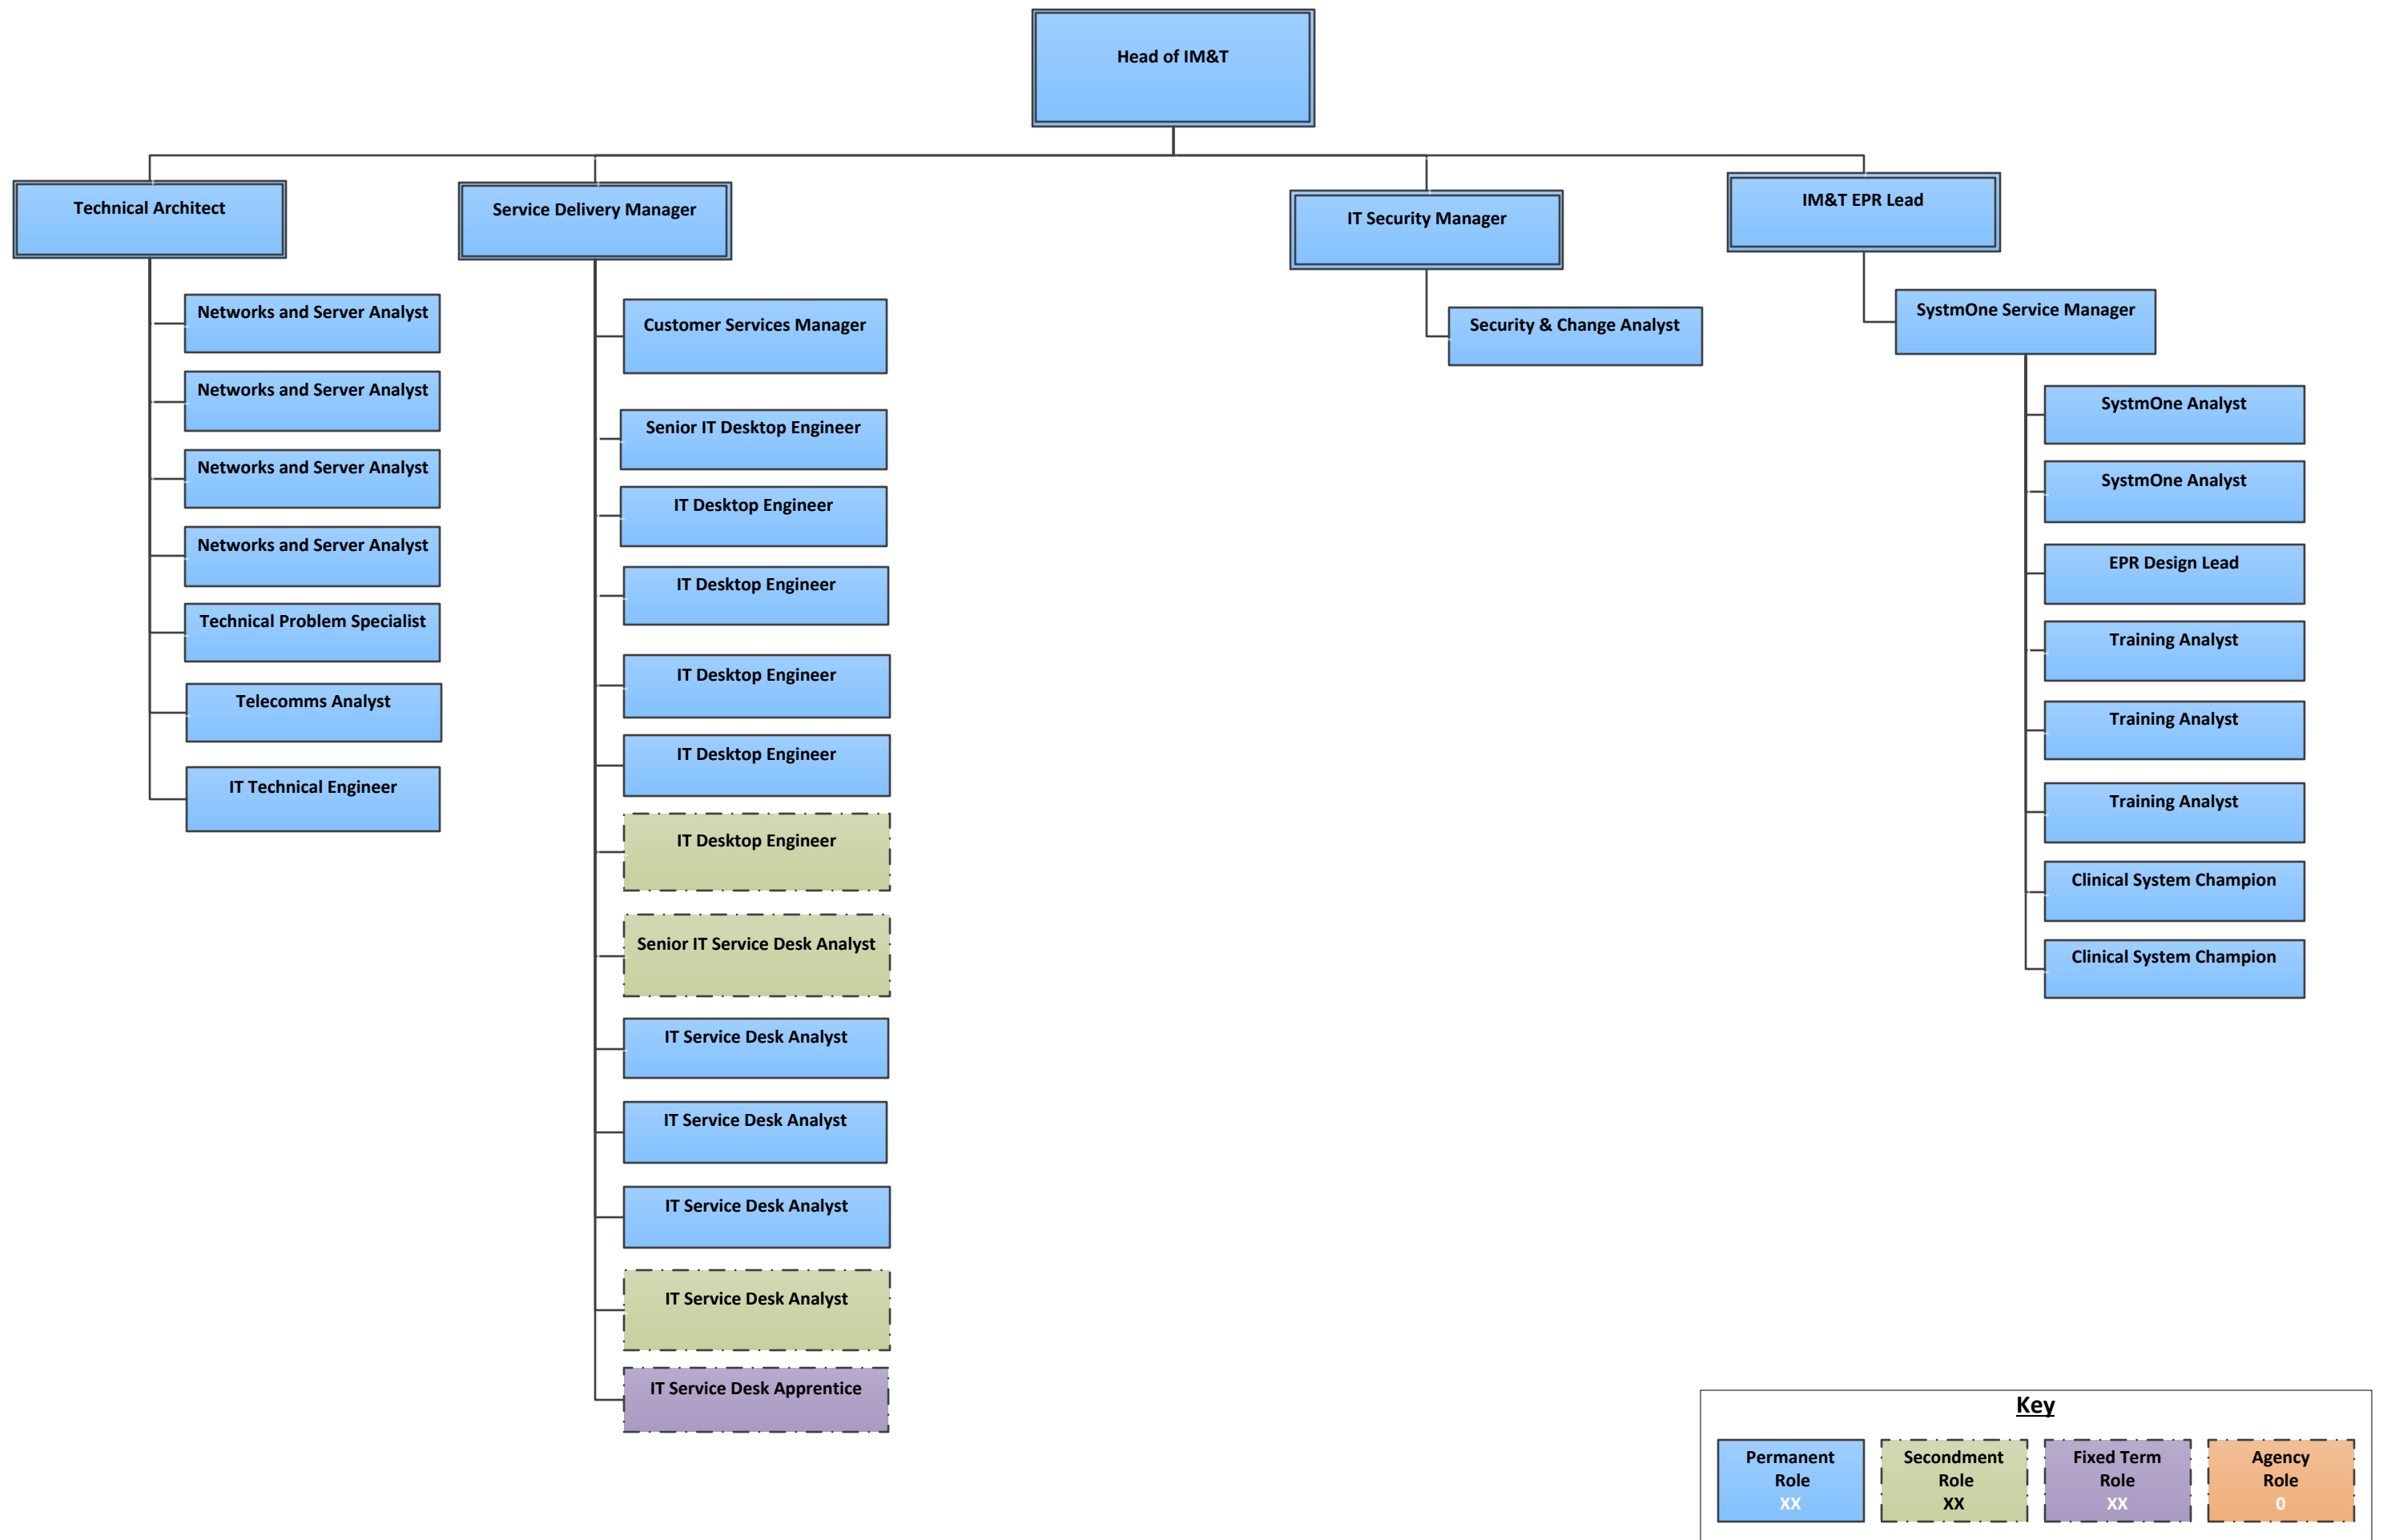 Head of IM&T
Technical Architect
Networks and Server Analyst
Networks and Server Analyst
Networks and Server Analyst
Networks and Server Analyst
Technical Problem Specialist
Telecomms Analyst
IT Technical Engineer
Service Delivery Manager
Customer Services Manager
Senior IT Desktop Engineer
IT Desktop Engineer
IT Desktop Engineer
IT Desktop Engineer
IT Desktop Engineer
IT Desktop Engineer
Senior IT Service Desk Analyst
IT Service Desk Analyst
IT Service Desk Analyst
IT Service Desk Analyst
IT Service Desk Analyst
IT Service Desk Apprentice
IT Security Manager
Security & Change Analyst
IM&T EPR Lead
SystmOne Service Manager
SystmOne Analyst
SystmOne Analyst
EPR Design Lead
Training Analyst
Training Analyst
Training Analyst
Clinical System Champion
Clinical System Champion
Key
Permanent
Role
XX
Secondment
Role
XX
Fixed Term
Role
XX
Agency
Role
0